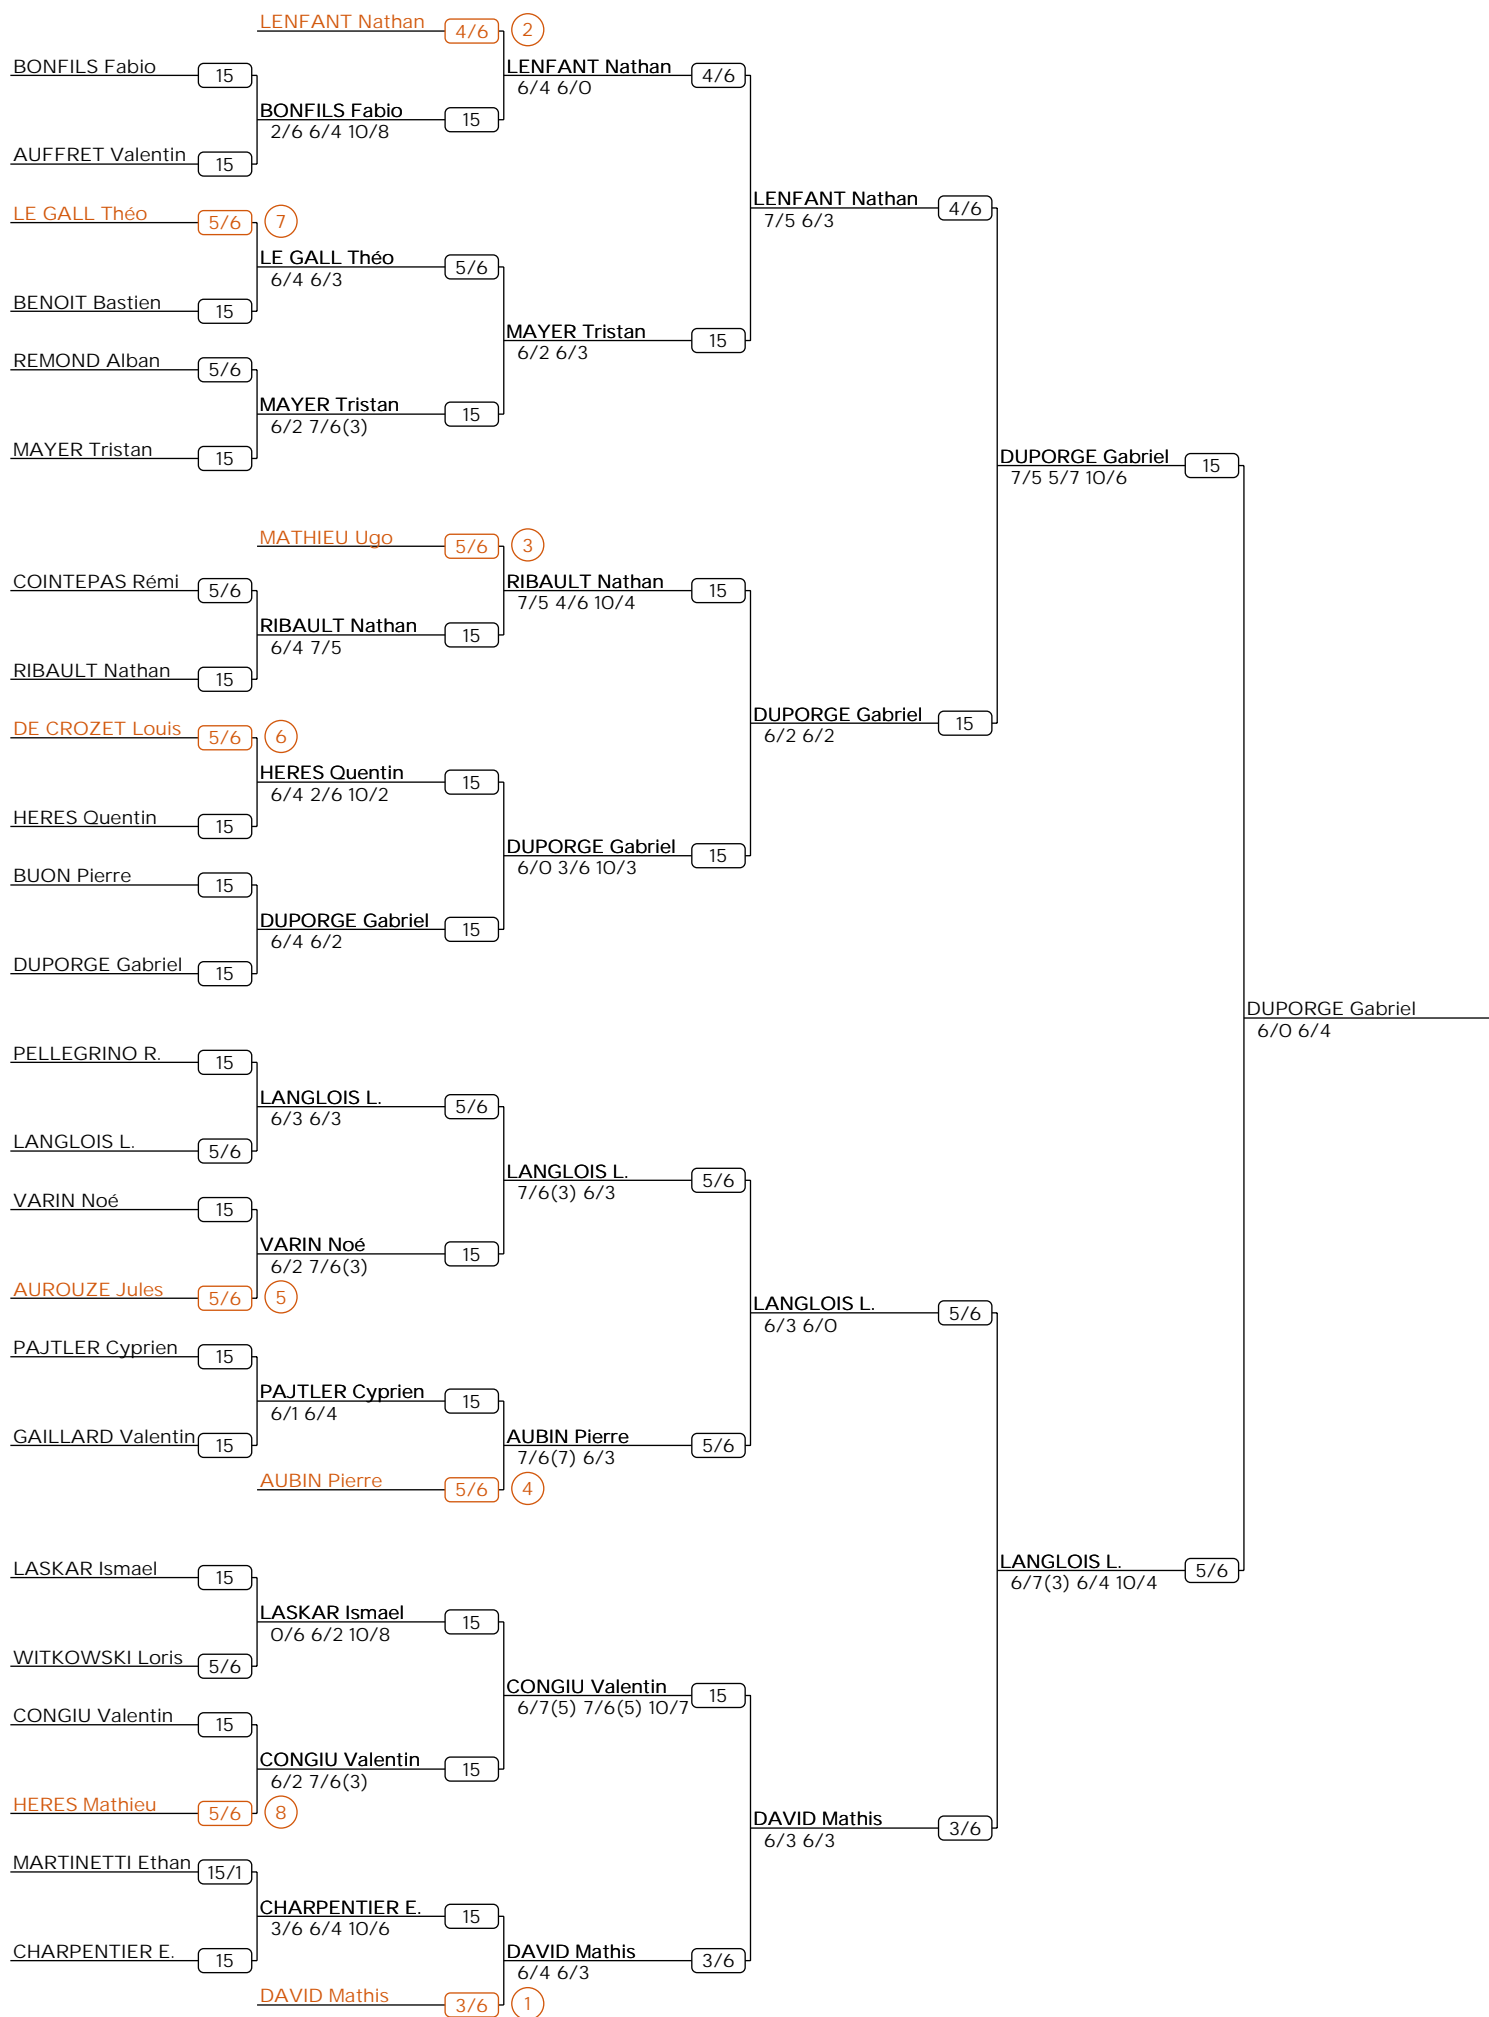 LENFANT Nathan 4/6 2
BONFILS Fabio 15
LENFANT Nathan 4/6
6/4 6/0
BONFILS Fabio 15
2/6 6/4 10/8
AUFFRET Valentin 15
LENFANT Nathan 4/6
7/5 6/3
LE GALL Théo 5/6 7
LE GALL Théo 5/6
6/4 6/3
BENOIT Bastien 15
MAYER Tristan 15
6/2 6/3
REMOND Alban 5/6
MAYER Tristan 15
6/2 7/6(3)
MAYER Tristan 15
DUPORGE Gabriel 15
7/5 5/7 10/6
MATHIEU Ugo 5/6 3
COINTEPAS Rémi 5/6
RIBAULT Nathan 15
7/5 4/6 10/4
RIBAULT Nathan 15
6/4 7/5
RIBAULT Nathan 15
DUPORGE Gabriel 15
6/2 6/2
DE CROZET Louis 5/6 6
HERES Quentin 15
6/4 2/6 10/2
HERES Quentin 15
DUPORGE Gabriel 15
6/0 3/6 10/3
BUON Pierre 15
DUPORGE Gabriel 15
6/4 6/2
DUPORGE Gabriel 15
DUPORGE Gabriel
6/0 6/4
PELLEGRINO R. 15
LANGLOIS L. 5/6
6/3 6/3
LANGLOIS L. 5/6
LANGLOIS L. 5/6
7/6(3) 6/3
VARIN Noé 15
VARIN Noé 15
6/2 7/6(3)
AUROUZE Jules 5/6 5
LANGLOIS L. 5/6
6/3 6/0
PAJTLER Cyprien 15
PAJTLER Cyprien 15
6/1 6/4
GAILLARD Valentin 15
AUBIN Pierre 5/6
7/6(7) 6/3
AUBIN Pierre 5/6 4
LANGLOIS L. 5/6
6/7(3) 6/4 10/4
LASKAR Ismael 15
LASKAR Ismael 15
0/6 6/2 10/8
WITKOWSKI Loris 5/6
CONGIU Valentin 15
6/7(5) 7/6(5) 10/7
CONGIU Valentin 15
CONGIU Valentin 15
6/2 7/6(3)
HERES Mathieu 5/6 8
DAVID Mathis 3/6
6/3 6/3
MARTINETTI Ethan 15/1
CHARPENTIER E. 15
3/6 6/4 10/6
CHARPENTIER E. 15
DAVID Mathis 3/6
6/4 6/3
DAVID Mathis 3/6 1